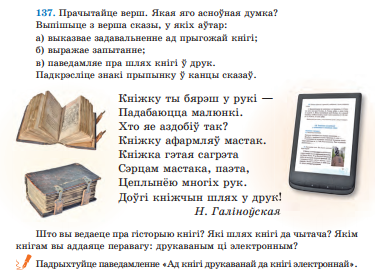 137. Прачытайце верш. Якая яго асноўная думка?
Выпішыце з верша сказы, у якіх аўтар:
а) выказвае задавальненне ад прыгожай кнігі;
б) выражае запытанне;
в) паведамляе пра шлях кнігі ў друк.
Падкрэсліце знакі прыпынку ў канцы сказаў.
Кніжку ты бярэш у рукі —
Падабаюцца малюнкі.
Хто яе аздобіў так?
Кніжку афармляў мастак.
Кніжка гэтая сагрэта
Сэрцам мастака, паэта,
Цеплынёю многіх рук.
Доўгі кніжчын шлях у друк!
Н. Галіноўская
Што вы ведаеце пра гісторыю кнігі? Які шлях кнігі да чытача? Якім
кнігам вы аддаяце перавагу: друкаваным ці электронным?
Падрыхтуйце паведамленне «Ад кнігі друкаванай да кнігі электроннай».